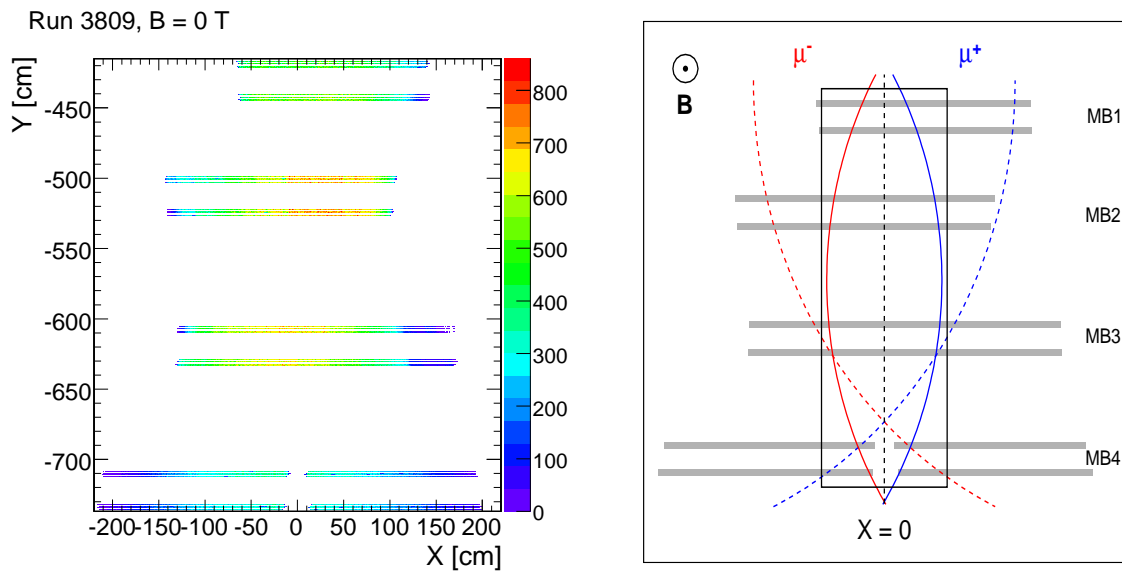 Run 3809, B = 0 T
Y [cm]
-450
-500
-550
-600
-650
-700
-200 -150 -100 -50 0 50 100 150 200
X [cm]
800
700
600
500
400
300
200
100
0
μ- μ+
B
MB1
MB2
MB3
MB4
X = 0